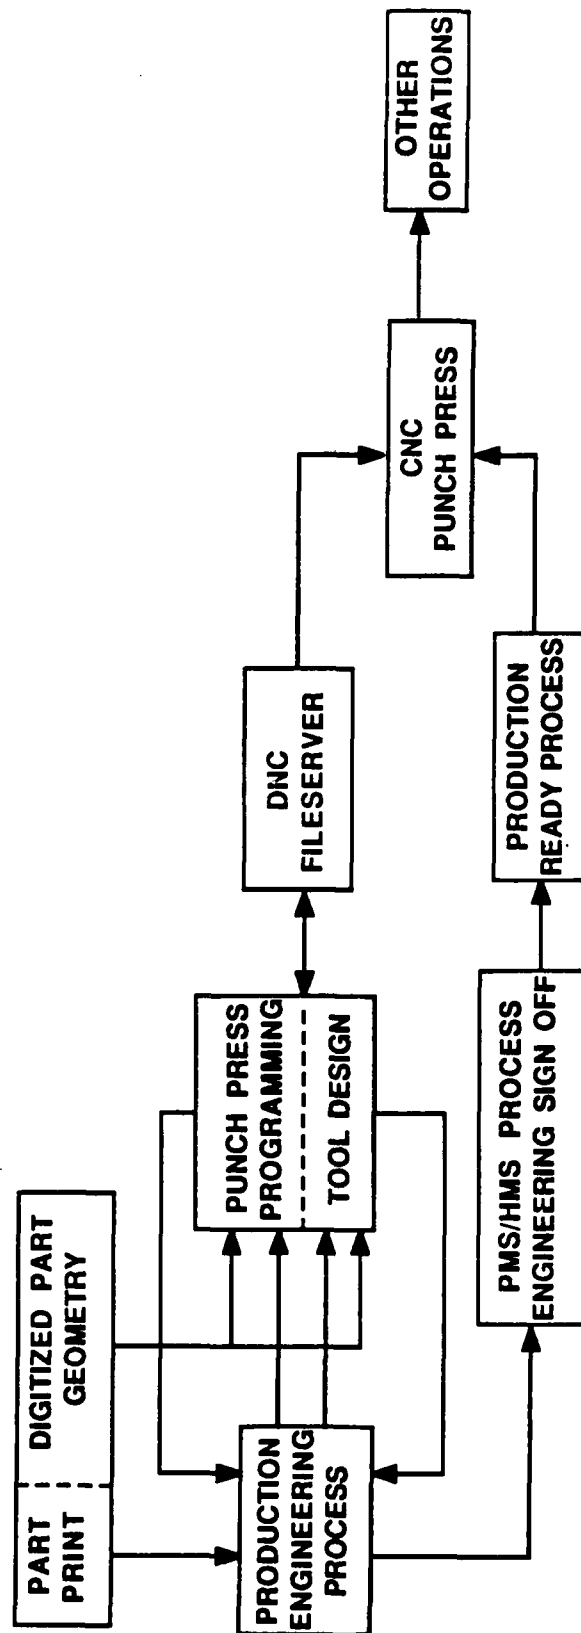 PART
PRINT
DIGITIZED PART
GEOMETRY
PRODUCTION
ENGINEERING
PROCESS
PUNCH PRESS
PROGRAMMING
TOOL DESIGN
DNC
FILESERVER
PMS/HMS PROCESS
ENGINEERING SIGN OFF
PRODUCTION
READY PROCESS
CNC
PUNCH PRESS
OTHER
OPERATIONS